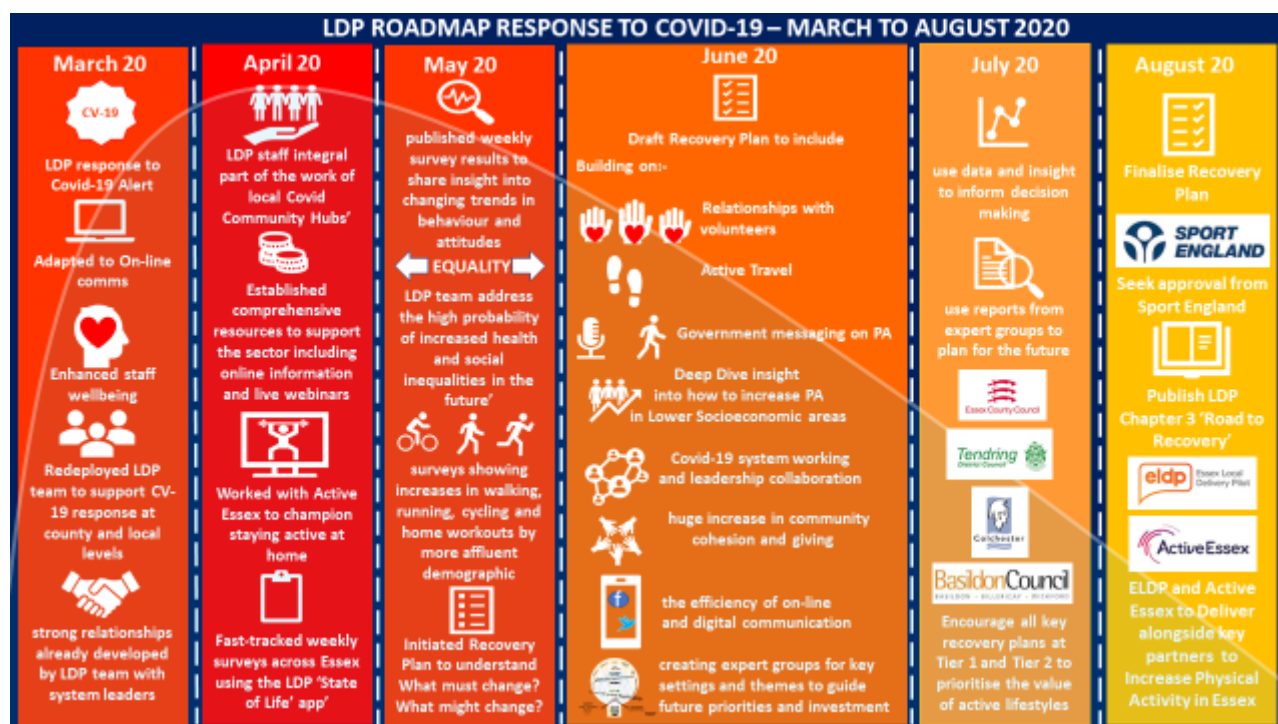 LDP ROADMAP RESPONSE TO COVID-19 – MARCH TO AUGUST 2020
March 20
CV-19
LDP response to
Covid-19 Alert
Adapted to On-line
comms
Enhanced staff
wellbeing
Redeployed LDP
team to support CV-
19 response at
county and local
levels
strong relationships
already developed
by LDP team with
system leaders
April 20
LDP staff integral
part of the work of
local Covid
Community Hubs'
Established
comprehensive
resources to support
the sector including
online information
and live webinars
Worked with Active
Essex to champion
staying active at
home
Fast-tracked weekly
surveys across Essex
using the LDP 'State
of Life' app'
May 20
published weekly
survey results to
share insight into
changing trends in
behaviour and
attitudes
EQUALITY
LDP team address
the high probability
of increased health
and social
inequalities in the
future'
surveys showing
increases in walking,
running, cycling and
home workouts by
more affluent
demographic
Initiated Recovery
Plan to understand
What must change?
What might change?
June 20
Draft Recovery Plan to include
Building on:-
Relationships with
volunteers
Active Travel
Government messaging on PA
Deep Dive insight
into how to increase PA
in Lower Socioeconomic areas
Covid-19 system working
and leadership collaboration
huge increase in community
cohesion and giving
the efficiency of on-line
and digital communication
creating expert groups for key
settings and themes to guide
future priorities and investment
July 20
use data and insight
to inform decision
making
use reports from
expert groups to
plan for the future
Essex County Council
Tendring
District Council
Colchester
BasildonCouncil
BASILDON • BILLERICAY • WICKFORD
Encourage all key
recovery plans at
Tier 1 and Tier 2 to
prioritise the value
of active lifestyles
August 20
Finalise Recovery
Plan
SPORT
ENGLAND
Seek approval from
Sport England
Publish LDP
Chapter 3 'Road to
Recovery'
eldp
Essex Local
Delivery Pilot
ActiveEssex
ELDP and Active
Essex to Deliver
alongside key
partners to
Increase Physical
Activity in Essex